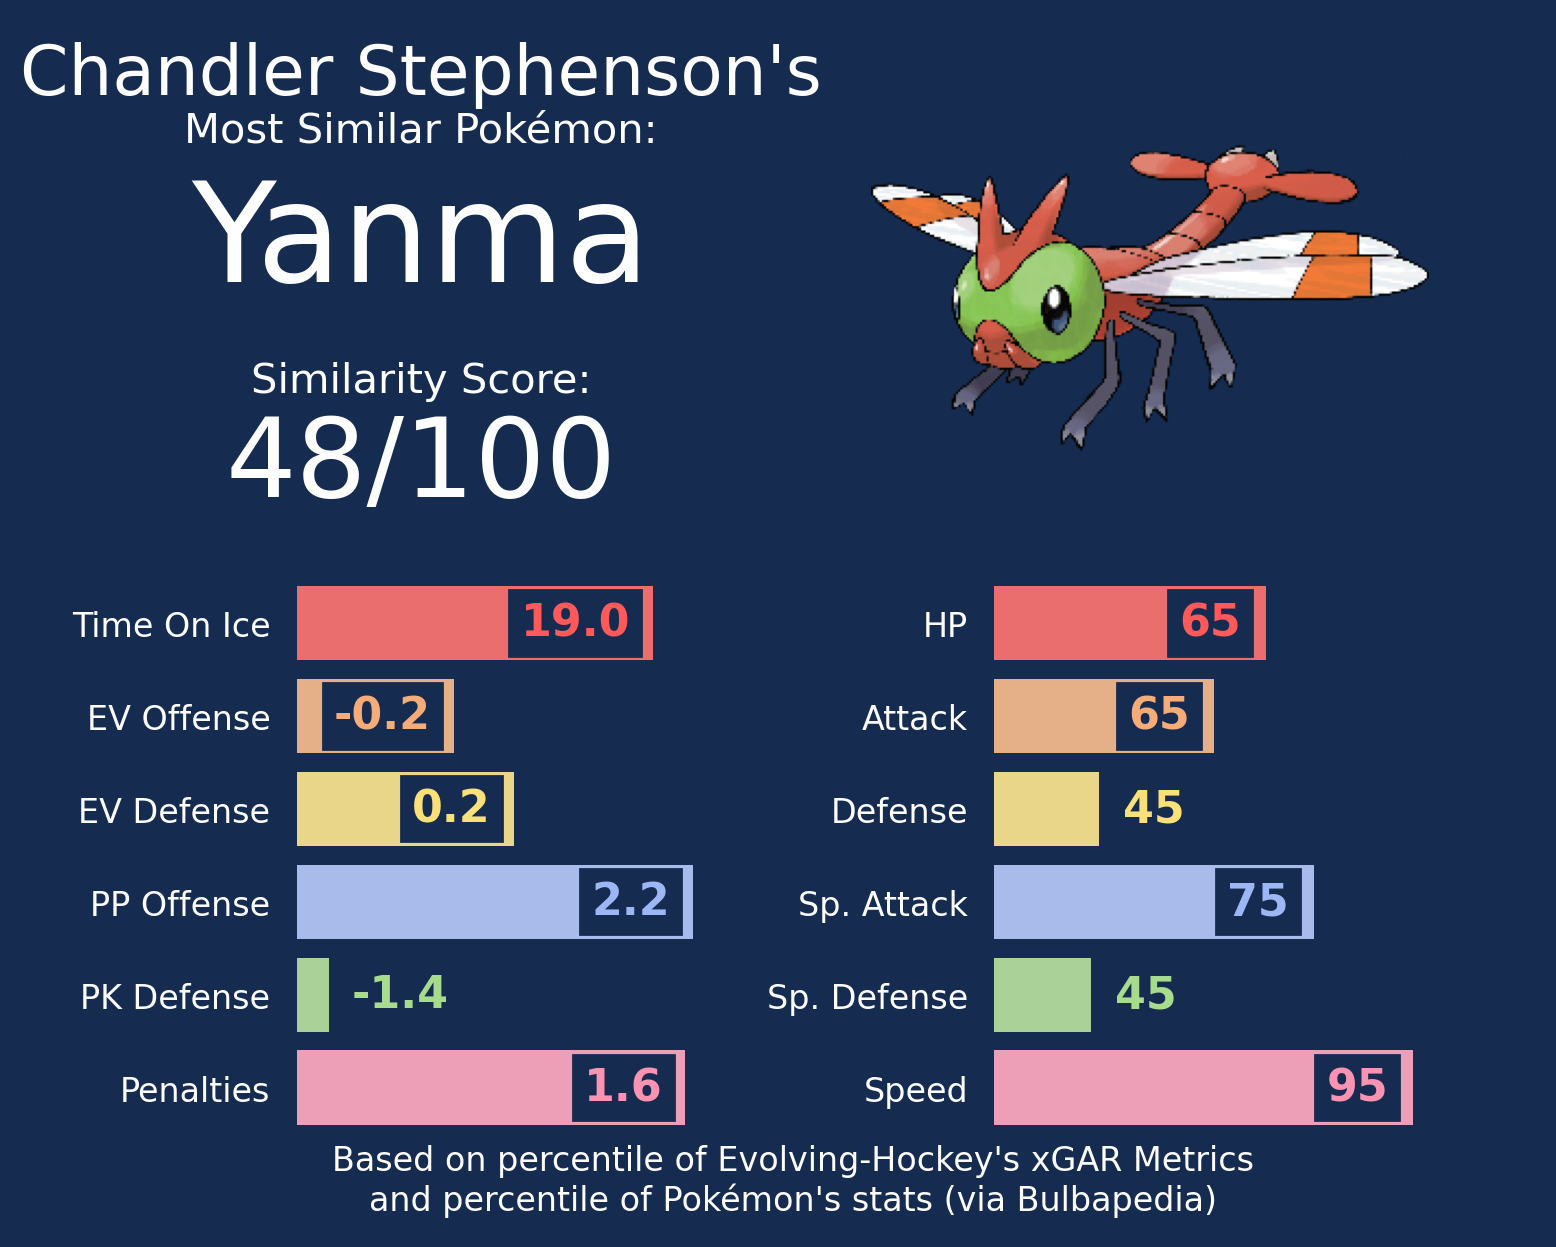 Chandler Stephenson's
Most Similar Pokémon:
Yanma
Similarity Score:
48/100
Time On Ice 19.0
EV Offense -0.2
EV Defense 0.2
PP Offense 2.2
PK Defense -1.4
Penalties 1.6
HP 65
Attack 65
Defense 45
Sp. Attack 75
Sp. Defense 45
Speed 95
Based on percentile of Evolving-Hockey's xGAR Metrics
and percentile of Pokémon's stats (via Bulbapedia)